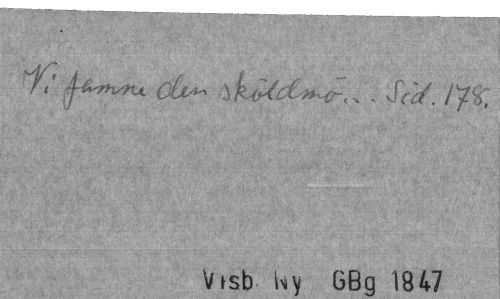 Vi famne den sköldmö... Sid. 178.
Visb. Ny GBg 1847